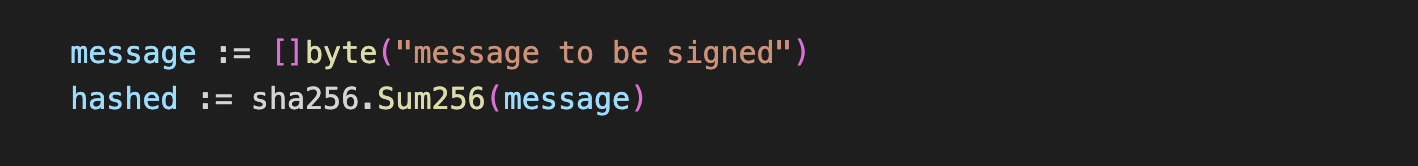 message := []byte("message to be signed")
hashed := sha256.Sum256(message)